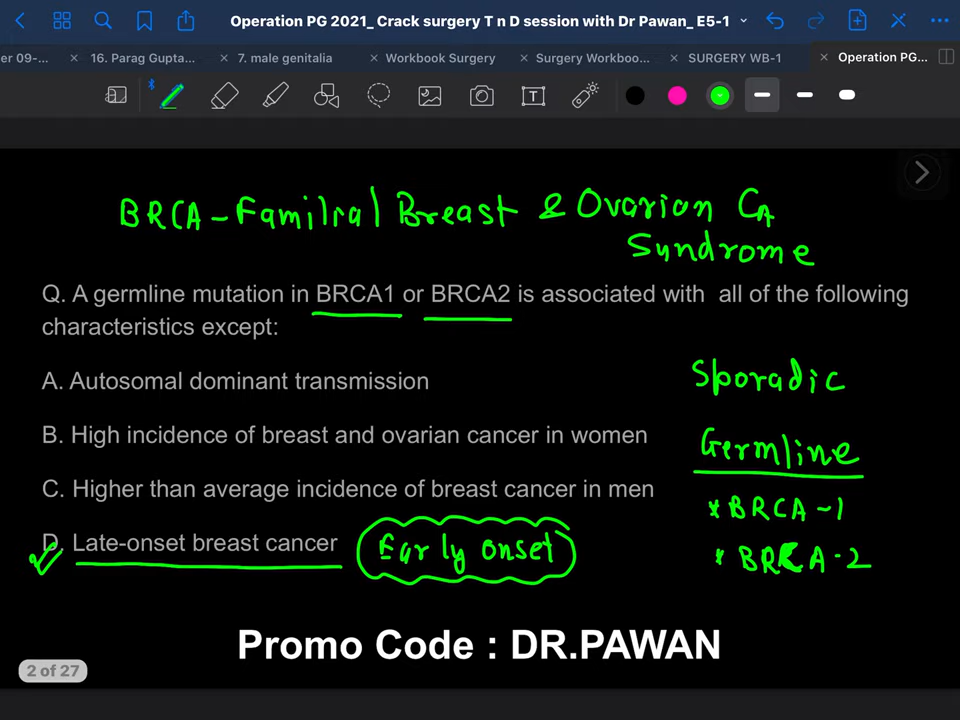 Operation PG 2021_ Crack surgery T n D session with Dr Pawan_ E5-1
er 09-...
16. Parag Gupta...
7. male genitalia
Workbook Surgery
Surgery Workboo...
SURGERY WB-1
Operation PG...
T
BRCA - Familial Breast & Ovarion CA
Syndrome
Q. A germline mutation in BRCA1 or BRCA2 is associated with all of the following
characteristics except:
A. Autosomal dominant transmission
B. High incidence of breast and ovarian cancer in women
C. Higher than average incidence of breast cancer in men
D. Late-onset breast cancer
Early onset
Sporadic
Germline
* BRCA-1
* BRCA-2
Promo Code : DR.PAWAN
2 of 27